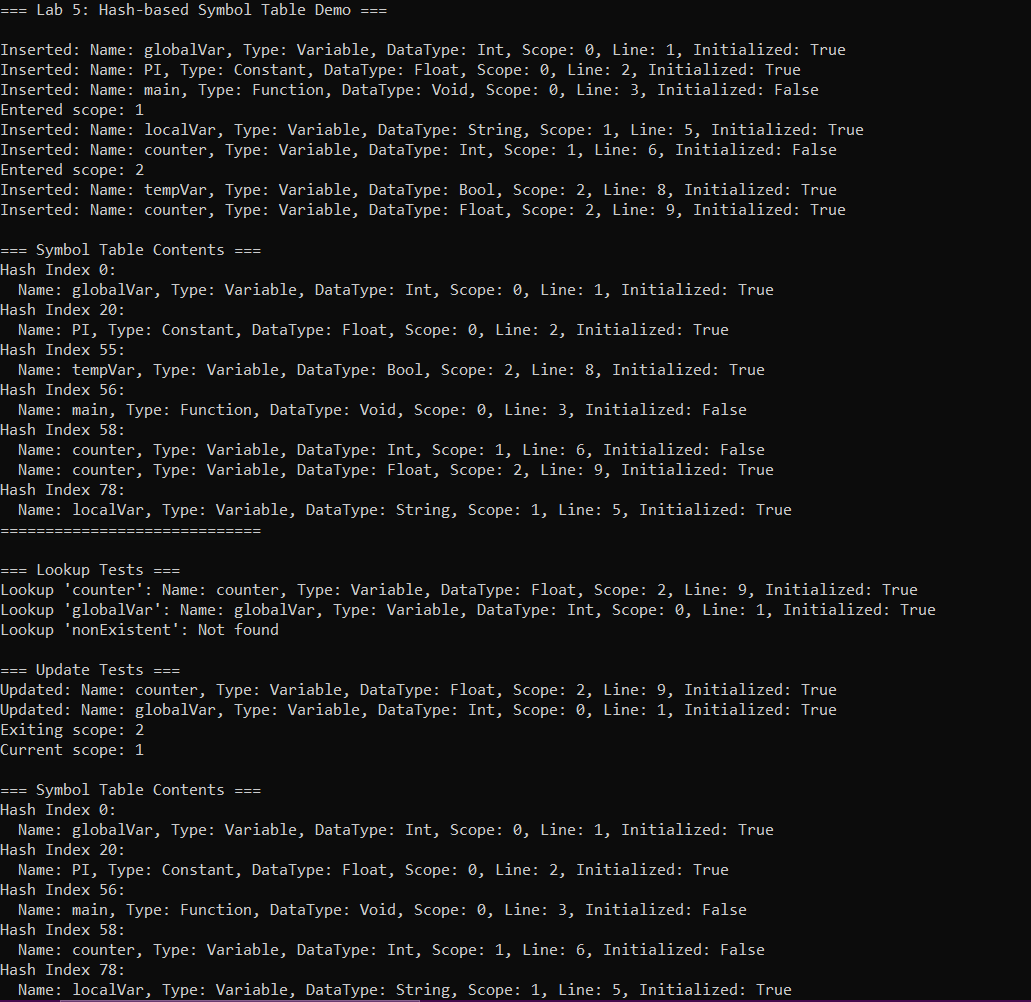 === Lab 5: Hash-based Symbol Table Demo ===
Inserted: Name: globalVar, Type: Variable, DataType: Int, Scope: 0, Line: 1, Initialized: True
Inserted: Name: PI, Type: Constant, DataType: Float, Scope: 0, Line: 2, Initialized: True
Inserted: Name: main, Type: Function, DataType: Void, Scope: 0, Line: 3, Initialized: False
Entered scope: 1
Inserted: Name: localVar, Type: Variable, DataType: String, Scope: 1, Line: 5, Initialized: True
Inserted: Name: counter, Type: Variable, DataType: Int, Scope: 1, Line: 6, Initialized: False
Entered scope: 2
Inserted: Name: tempVar, Type: Variable, DataType: Bool, Scope: 2, Line: 8, Initialized: True
Inserted: Name: counter, Type: Variable, DataType: Float, Scope: 2, Line: 9, Initialized: True
=== Symbol Table Contents ===
Hash Index 0:
  Name: globalVar, Type: Variable, DataType: Int, Scope: 0, Line: 1, Initialized: True
Hash Index 20:
  Name: PI, Type: Constant, DataType: Float, Scope: 0, Line: 2, Initialized: True
Hash Index 55:
  Name: tempVar, Type: Variable, DataType: Bool, Scope: 2, Line: 8, Initialized: True
Hash Index 56:
  Name: main, Type: Function, DataType: Void, Scope: 0, Line: 3, Initialized: False
Hash Index 58:
  Name: counter, Type: Variable, DataType: Int, Scope: 1, Line: 6, Initialized: False
  Name: counter, Type: Variable, DataType: Float, Scope: 2, Line: 9, Initialized: True
Hash Index 78:
  Name: localVar, Type: Variable, DataType: String, Scope: 1, Line: 5, Initialized: True
=============================
=== Lookup Tests ===
Lookup 'counter': Name: counter, Type: Variable, DataType: Float, Scope: 2, Line: 9, Initialized: True
Lookup 'globalVar': Name: globalVar, Type: Variable, DataType: Int, Scope: 0, Line: 1, Initialized: True
Lookup 'nonExistent': Not found
=== Update Tests ===
Updated: Name: counter, Type: Variable, DataType: Float, Scope: 2, Line: 9, Initialized: True
Updated: Name: globalVar, Type: Variable, DataType: Int, Scope: 0, Line: 1, Initialized: True
Exiting scope: 2
Current scope: 1
=== Symbol Table Contents ===
Hash Index 0:
  Name: globalVar, Type: Variable, DataType: Int, Scope: 0, Line: 1, Initialized: True
Hash Index 20:
  Name: PI, Type: Constant, DataType: Float, Scope: 0, Line: 2, Initialized: True
Hash Index 56:
  Name: main, Type: Function, DataType: Void, Scope: 0, Line: 3, Initialized: False
Hash Index 58:
  Name: counter, Type: Variable, DataType: Int, Scope: 1, Line: 6, Initialized: False
Hash Index 78:
  Name: localVar, Type: Variable, DataType: String, Scope: 1, Line: 5, Initialized: True